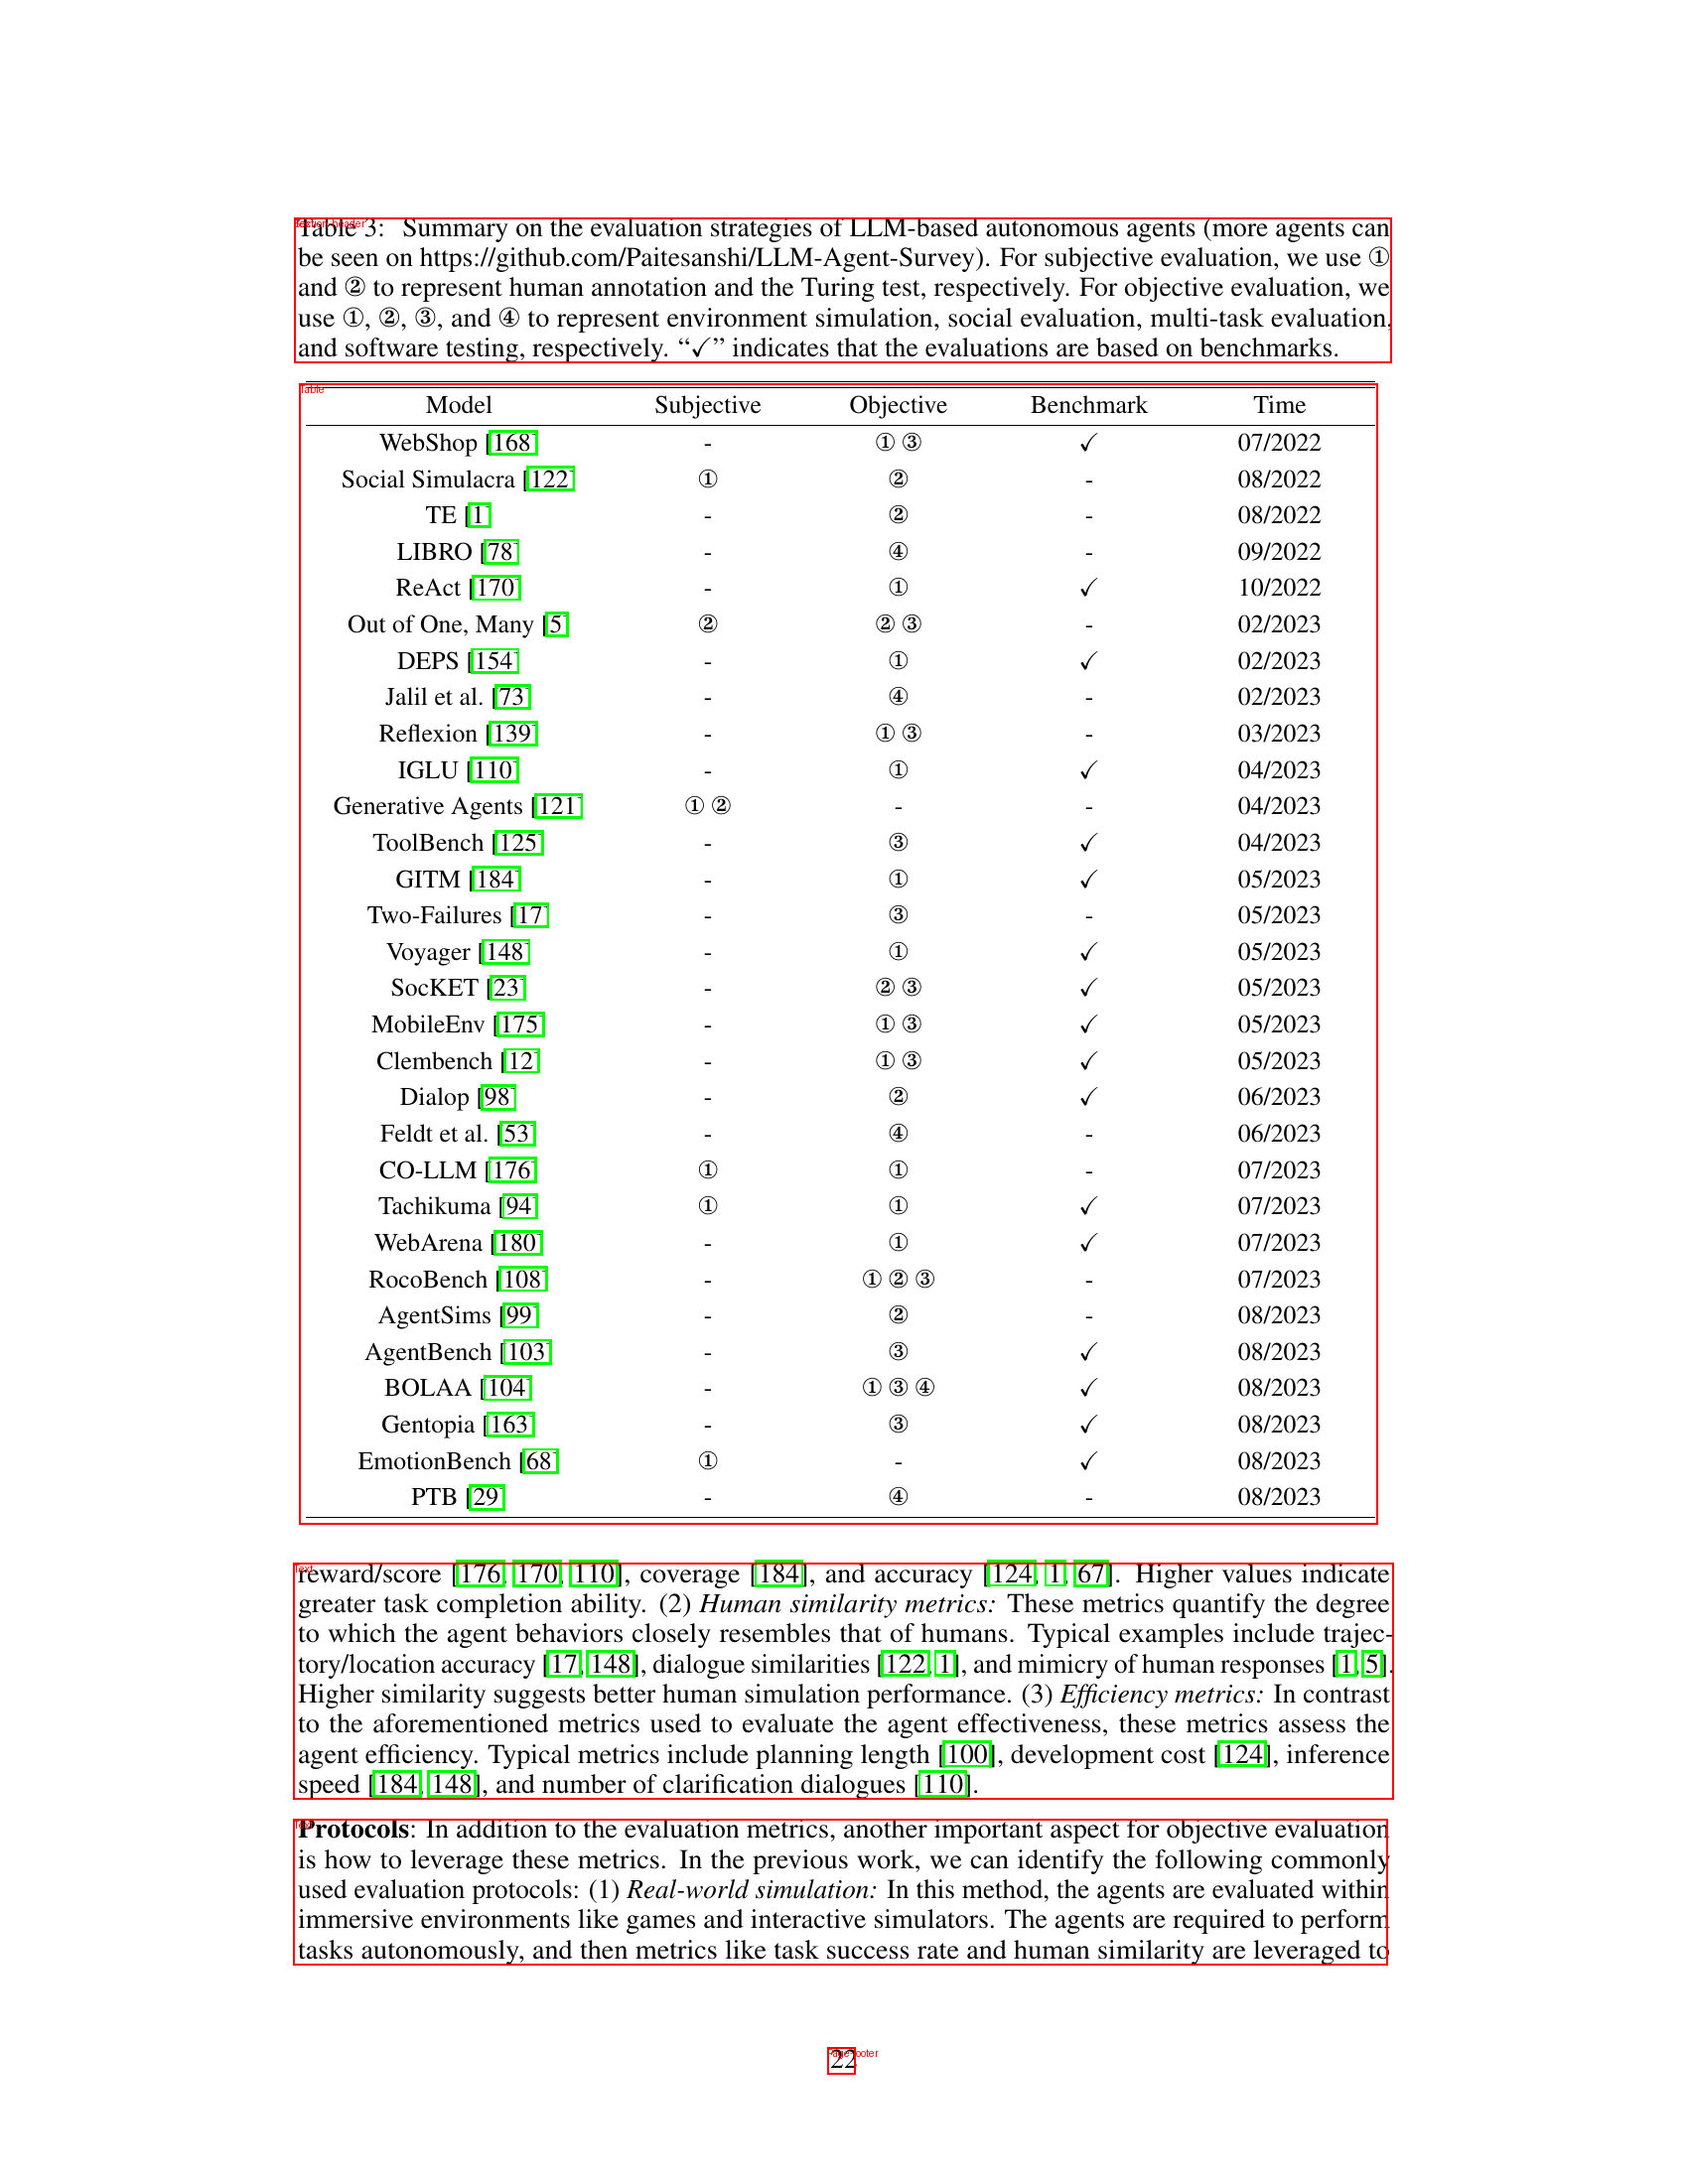 Table 3: Summary on the evaluation strategies of LLM-based autonomous agents (more agents can
be seen on https://github.com/Paitesanshi/LLM-Agent-Survey). For subjective evaluation, we use ①
and ② to represent human annotation and the Turing test, respectively. For objective evaluation, we
use ①, ②, ③, and ④ to represent environment simulation, social evaluation, multi-task evaluation,
and software testing, respectively. “✓” indicates that the evaluations are based on benchmarks.
Table
Model Subjective Objective Benchmark Time
WebShop [168] - ① ③ ✓ 07/2022
Social Simulacra [122] ① ② - 08/2022
TE [1] - ② - 08/2022
LIBRO [78] - ④ - 09/2022
ReAct [170] - ① ✓ 10/2022
Out of One, Many [5] ② ② ③ - 02/2023
DEPS [154] - ① ✓ 02/2023
Jalil et al. [73] - ④ - 02/2023
Reflexion [139] - ① ③ - 03/2023
IGLU [110] - ① ✓ 04/2023
Generative Agents [121] ① ② - - 04/2023
ToolBench [125] - ③ ✓ 04/2023
GITM [184] - ① ✓ 05/2023
Two-Failures [17] - ③ - 05/2023
Voyager [148] - ① ✓ 05/2023
SocKET [23] - ② ③ ✓ 05/2023
MobileEnv [175] - ① ③ ✓ 05/2023
Clembench [12] - ① ③ ✓ 05/2023
Dialop [98] - ② ✓ 06/2023
Feldt et al. [53] - ④ - 06/2023
CO-LLM [176] ① ① - 07/2023
Tachikuma [94] ① ① ✓ 07/2023
WebArena [180] - ① ✓ 07/2023
RocoBench [108] - ① ② ③ - 07/2023
AgentSims [99] - ② - 08/2023
AgentBench [103] - ③ ✓ 08/2023
BOLAA [104] - ① ③ ④ ✓ 08/2023
Gentopia [163] - ③ ✓ 08/2023
EmotionBench [68] ① - ✓ 08/2023
PTB [29] - ④ - 08/2023
Text
reward/score [176, 170, 110], coverage [184], and accuracy [124, 1, 67]. Higher values indicate
greater task completion ability. (2) Human similarity metrics: These metrics quantify the degree
to which the agent behaviors closely resembles that of humans. Typical examples include trajec-
tory/location accuracy [17, 148], dialogue similarities [122, 1], and mimicry of human responses [1, 5].
Higher similarity suggests better human simulation performance. (3) Efficiency metrics: In contrast
to the aforementioned metrics used to evaluate the agent effectiveness, these metrics assess the
agent efficiency. Typical metrics include planning length [100], development cost [124], inference
speed [184, 148], and number of clarification dialogues [110].
Text
Protocols: In addition to the evaluation metrics, another important aspect for objective evaluation
is how to leverage these metrics. In the previous work, we can identify the following commonly
used evaluation protocols: (1) Real-world simulation: In this method, the agents are evaluated within
immersive environments like games and interactive simulators. The agents are required to perform
tasks autonomously, and then metrics like task success rate and human similarity are leveraged to
Page-footer
22